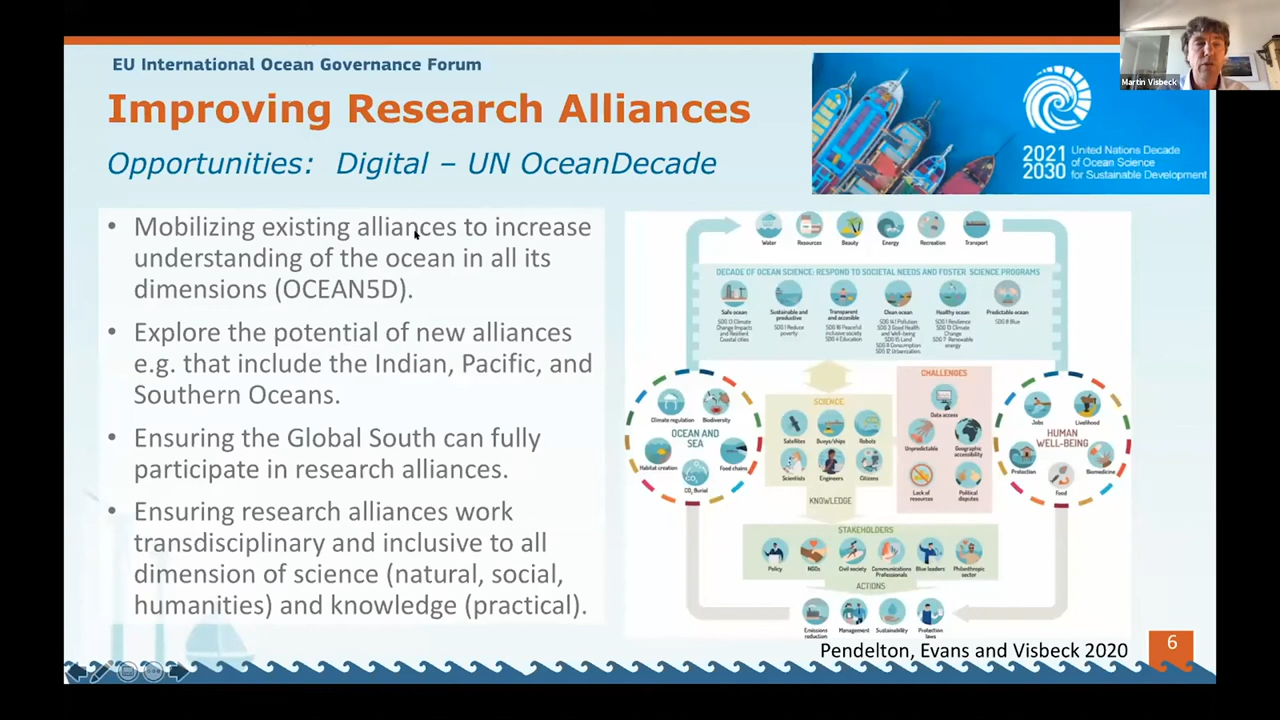 Martin Visbeck
EU International Ocean Governance Forum
Improving Research Alliances
Opportunities: Digital – UN OceanDecade
2021
2030
United Nations Decade
of Ocean Science
for Sustainable Development
• Mobilizing existing alliances to increase
understanding of the ocean in all its
dimensions (OCEAN5D).
• Explore the potential of new alliances
e.g. that include the Indian, Pacific, and
Southern Oceans.
• Ensuring the Global South can fully
participate in research alliances.
• Ensuring research alliances work
transdisciplinary and inclusive to all
dimension of science (natural, social,
humanities) and knowledge (practical).
Water Resources Beauty Energy Recreation Transport
DECADE OF OCEAN SCIENCE: RESPOND TO SOCIETAL NEEDS AND FOSTER SCIENCE PROGRAMS
Safe ocean
SDG 13 Climate
Change Impacts
and Resilient
Coastal cities
Sustainable and
productive
SDG 1 Reduce
poverty
Transparent
and accesible
SDG 16 Peaceful
inclusive society
SDG 4 Education
Clean ocean
SDG 14.1 Pollution
SDG 3 Good Health
and Well-being
SDG 15 Land
SDG 8 Consumption
SDG 12 Urbanization
Healthy ocean
SDG 1 Resilience
SDG 13 Climate
Change
SDG 7 Renewable
energy
Predictable ocean
SDG 8 Blue
Climate regulation Biodiversity
OCEAN AND
SEA
Habitat creation Food chains
CO₂ Burial
SCIENCE
Satellites Buoys/ships Robots
Scientists Engineers Citizens
KNOWLEDGE
CHALLENGES
Data access
Unpredictable Geographic
accessibility
Lack of
resources
Political
disputes
Jobs Livelihood
HUMAN
WELL-BEING
Protection Biomedicine
Food
STAKEHOLDERS
Policy NGOs Civil society Communications
Professionals Blue leaders Philanthropic
sector
ACTIONS
Emissions
reduction
Management Sustainability Protection
laws
Pendelton, Evans and Visbeck 2020
6